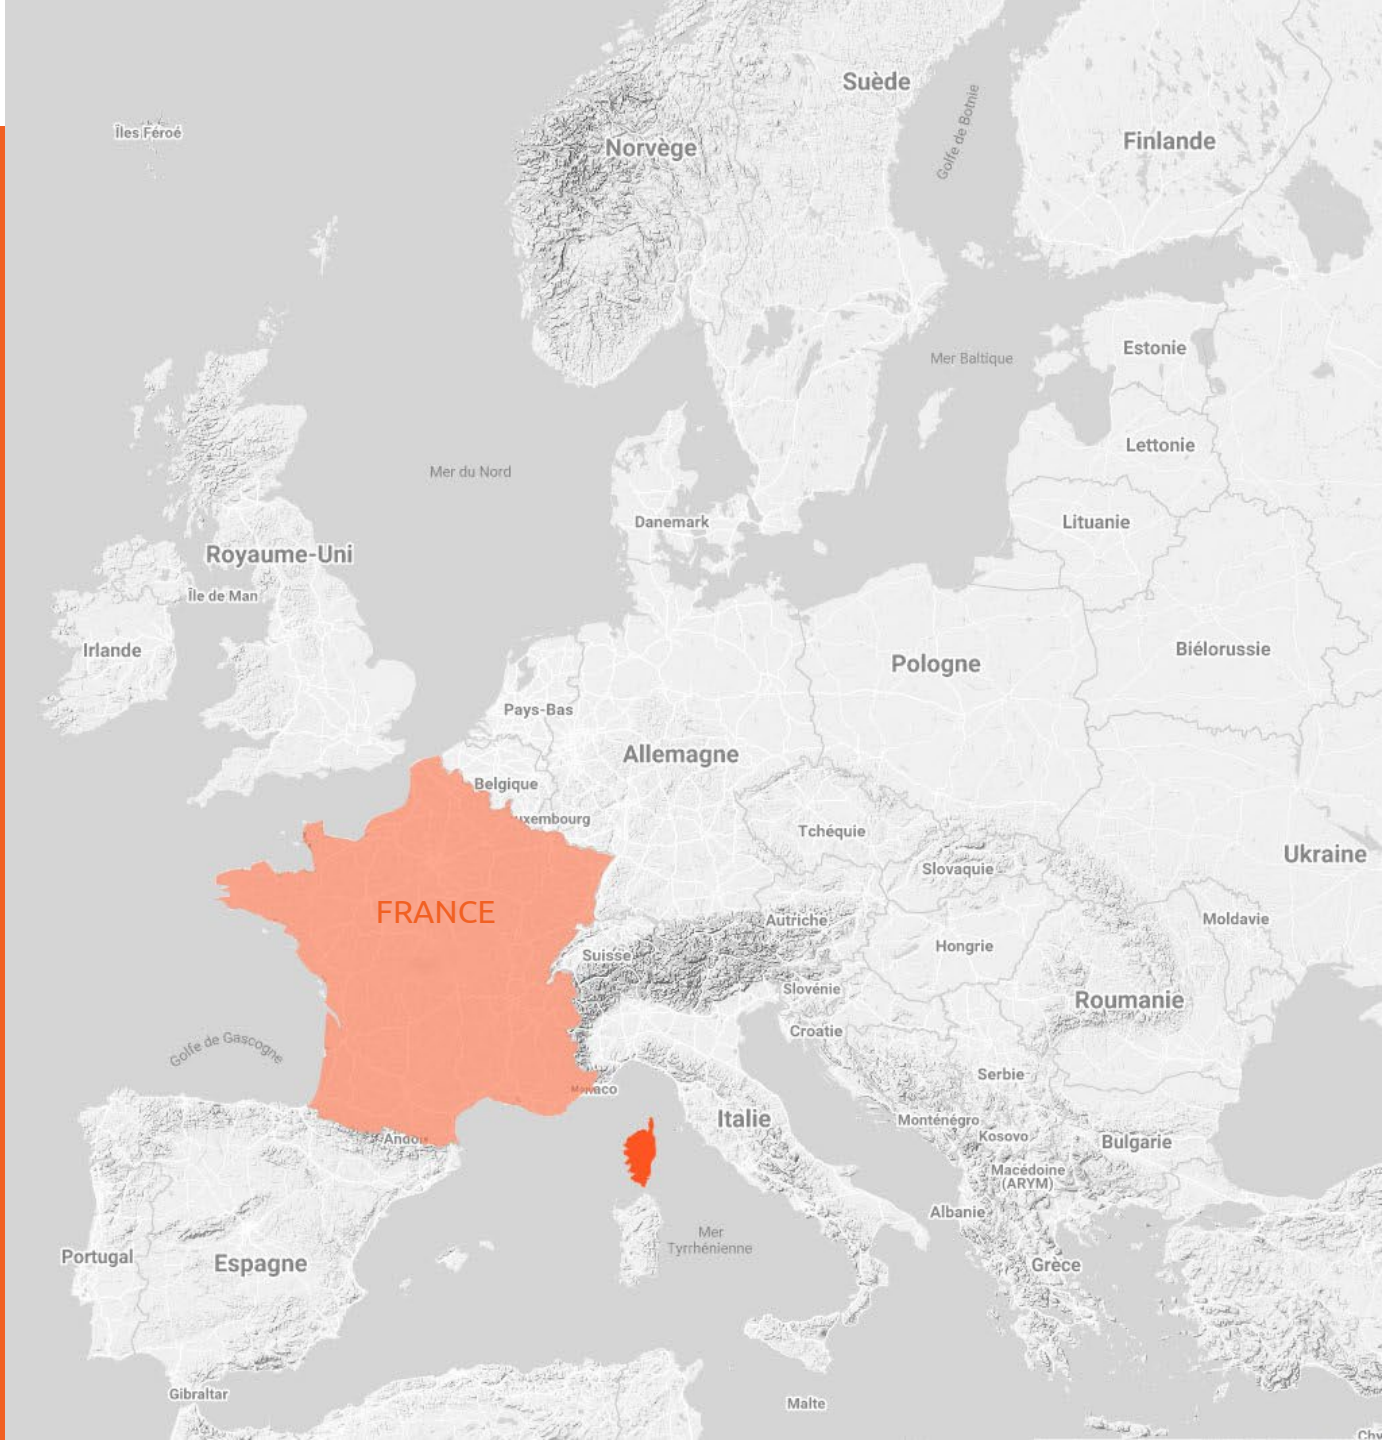 Suède
Îles Féroé
Norvège
Golfe de Botnie
Finlande
Estonie
Mer Baltique
Lettonie
Mer du Nord
Danemark
Lituanie
Royaume-Uni
Île de Man
Irlande
Biélorussie
Pologne
Pays-Bas
Allemagne
Belgique
uxembourg
Tchéquie
Ukraine
Slovaquie
FRANCE
Autriche
Moldavie
Hongrie
Suisse
Slovénie
Roumanie
Croatie
Golfe de Gascogne
Serbie
Monaco
Italie
Monténégro
Kosovo
Bulgarie
Andor
Macédoine
(ARYM)
Albanie
Mer
Tyrrhénienne
Portugal
Espagne
Grèce
Gibraltar
Malte
Chy